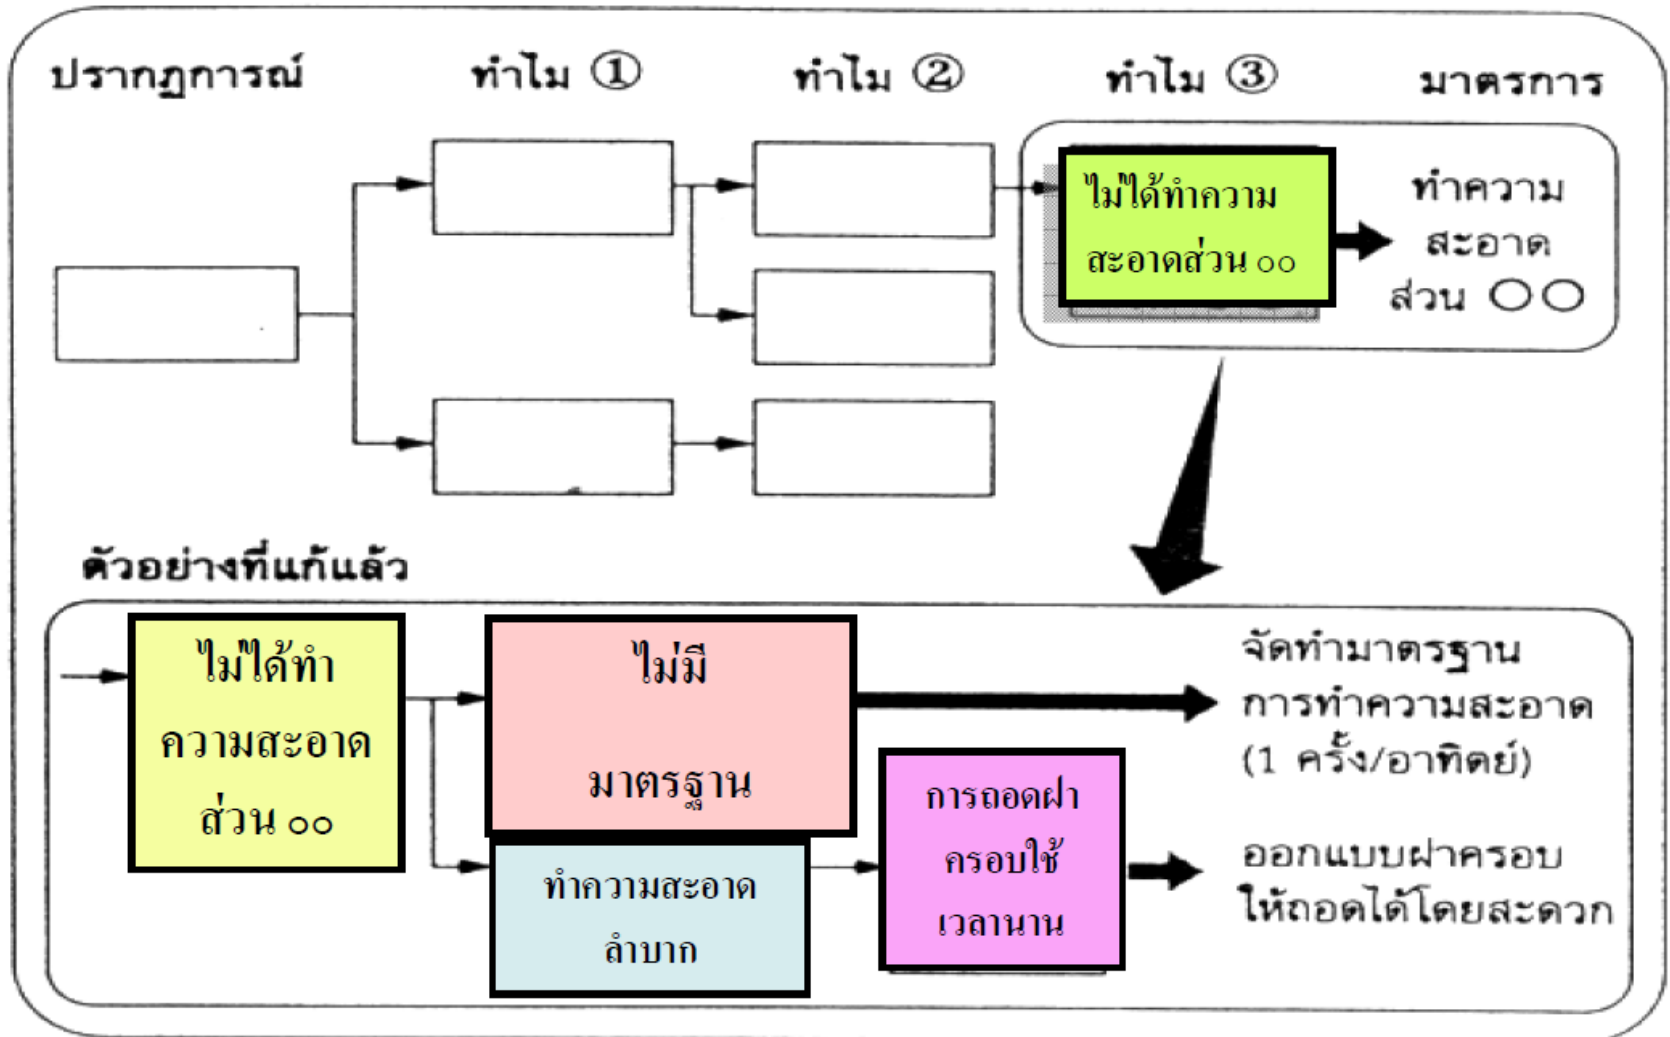 ปรากฏการณ์ ทำไม ① ทำไม ② ทำไม ③ มาตรการ
ไม่ได้ทำความ
สะอาดส่วน ๐๐
ทำความ
สะอาด
ส่วน ○○
ตัวอย่างที่แก้แล้ว
ไม่ได้ทำ
ความสะอาด
ส่วน ๐๐
ไม่มี
มาตรฐาน
จัดทำมาตรฐาน
การทำความสะอาด
(1 ครั้ง/อาทิตย์)
ทำความสะอาด
ลำบาก
การถอดฝา
ครอบใช้
เวลานาน
ออกแบบฝาครอบ
ให้ถอดได้โดยสะดวก